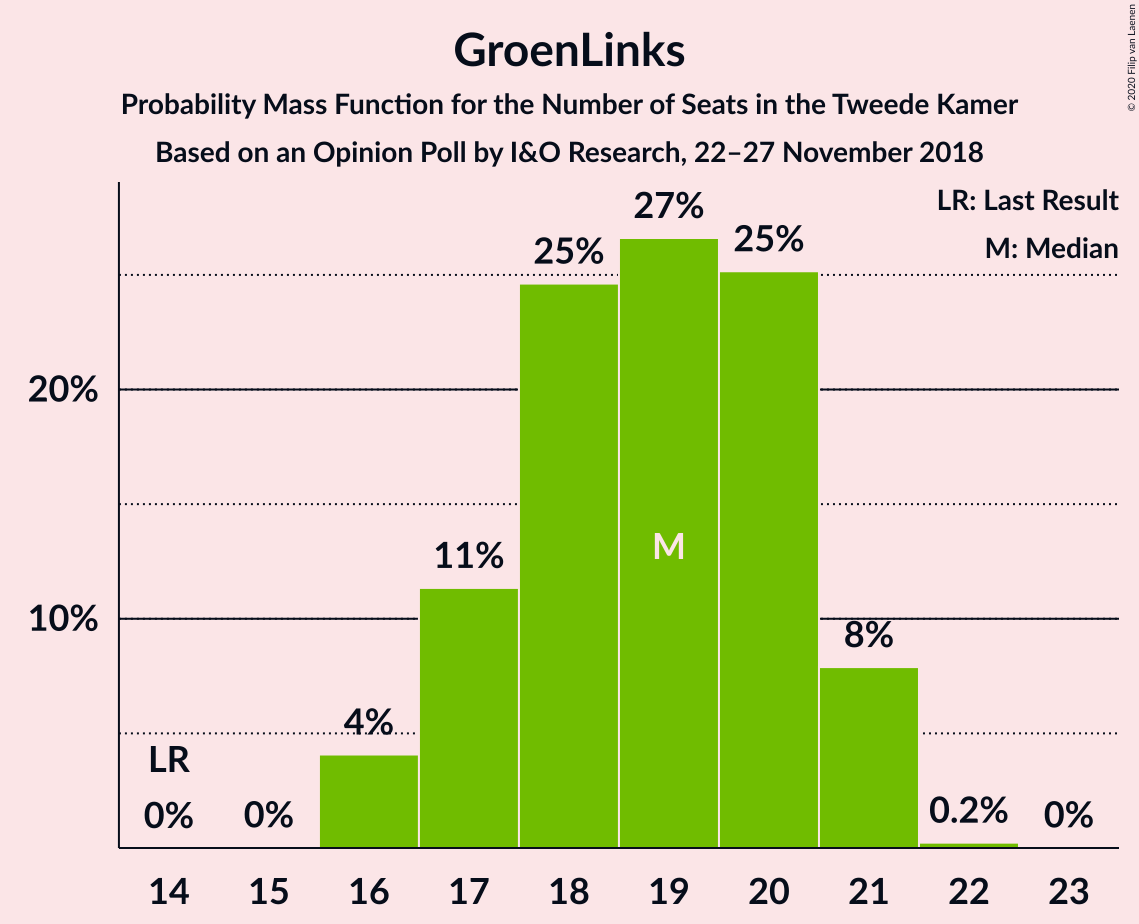 GroenLinks
Probability Mass Function for the Number of Seats in the Tweede Kamer
Based on an Opinion Poll by I&O Research, 22–27 November 2018
© 2020 Filip van Laenen
LR: Last Result
M: Median
27%
25%
25%
20%
M
11%
10%
8%
4%
LR
0%
0%
0.2%
0%
14 15 16 17 18 19 20 21 22 23